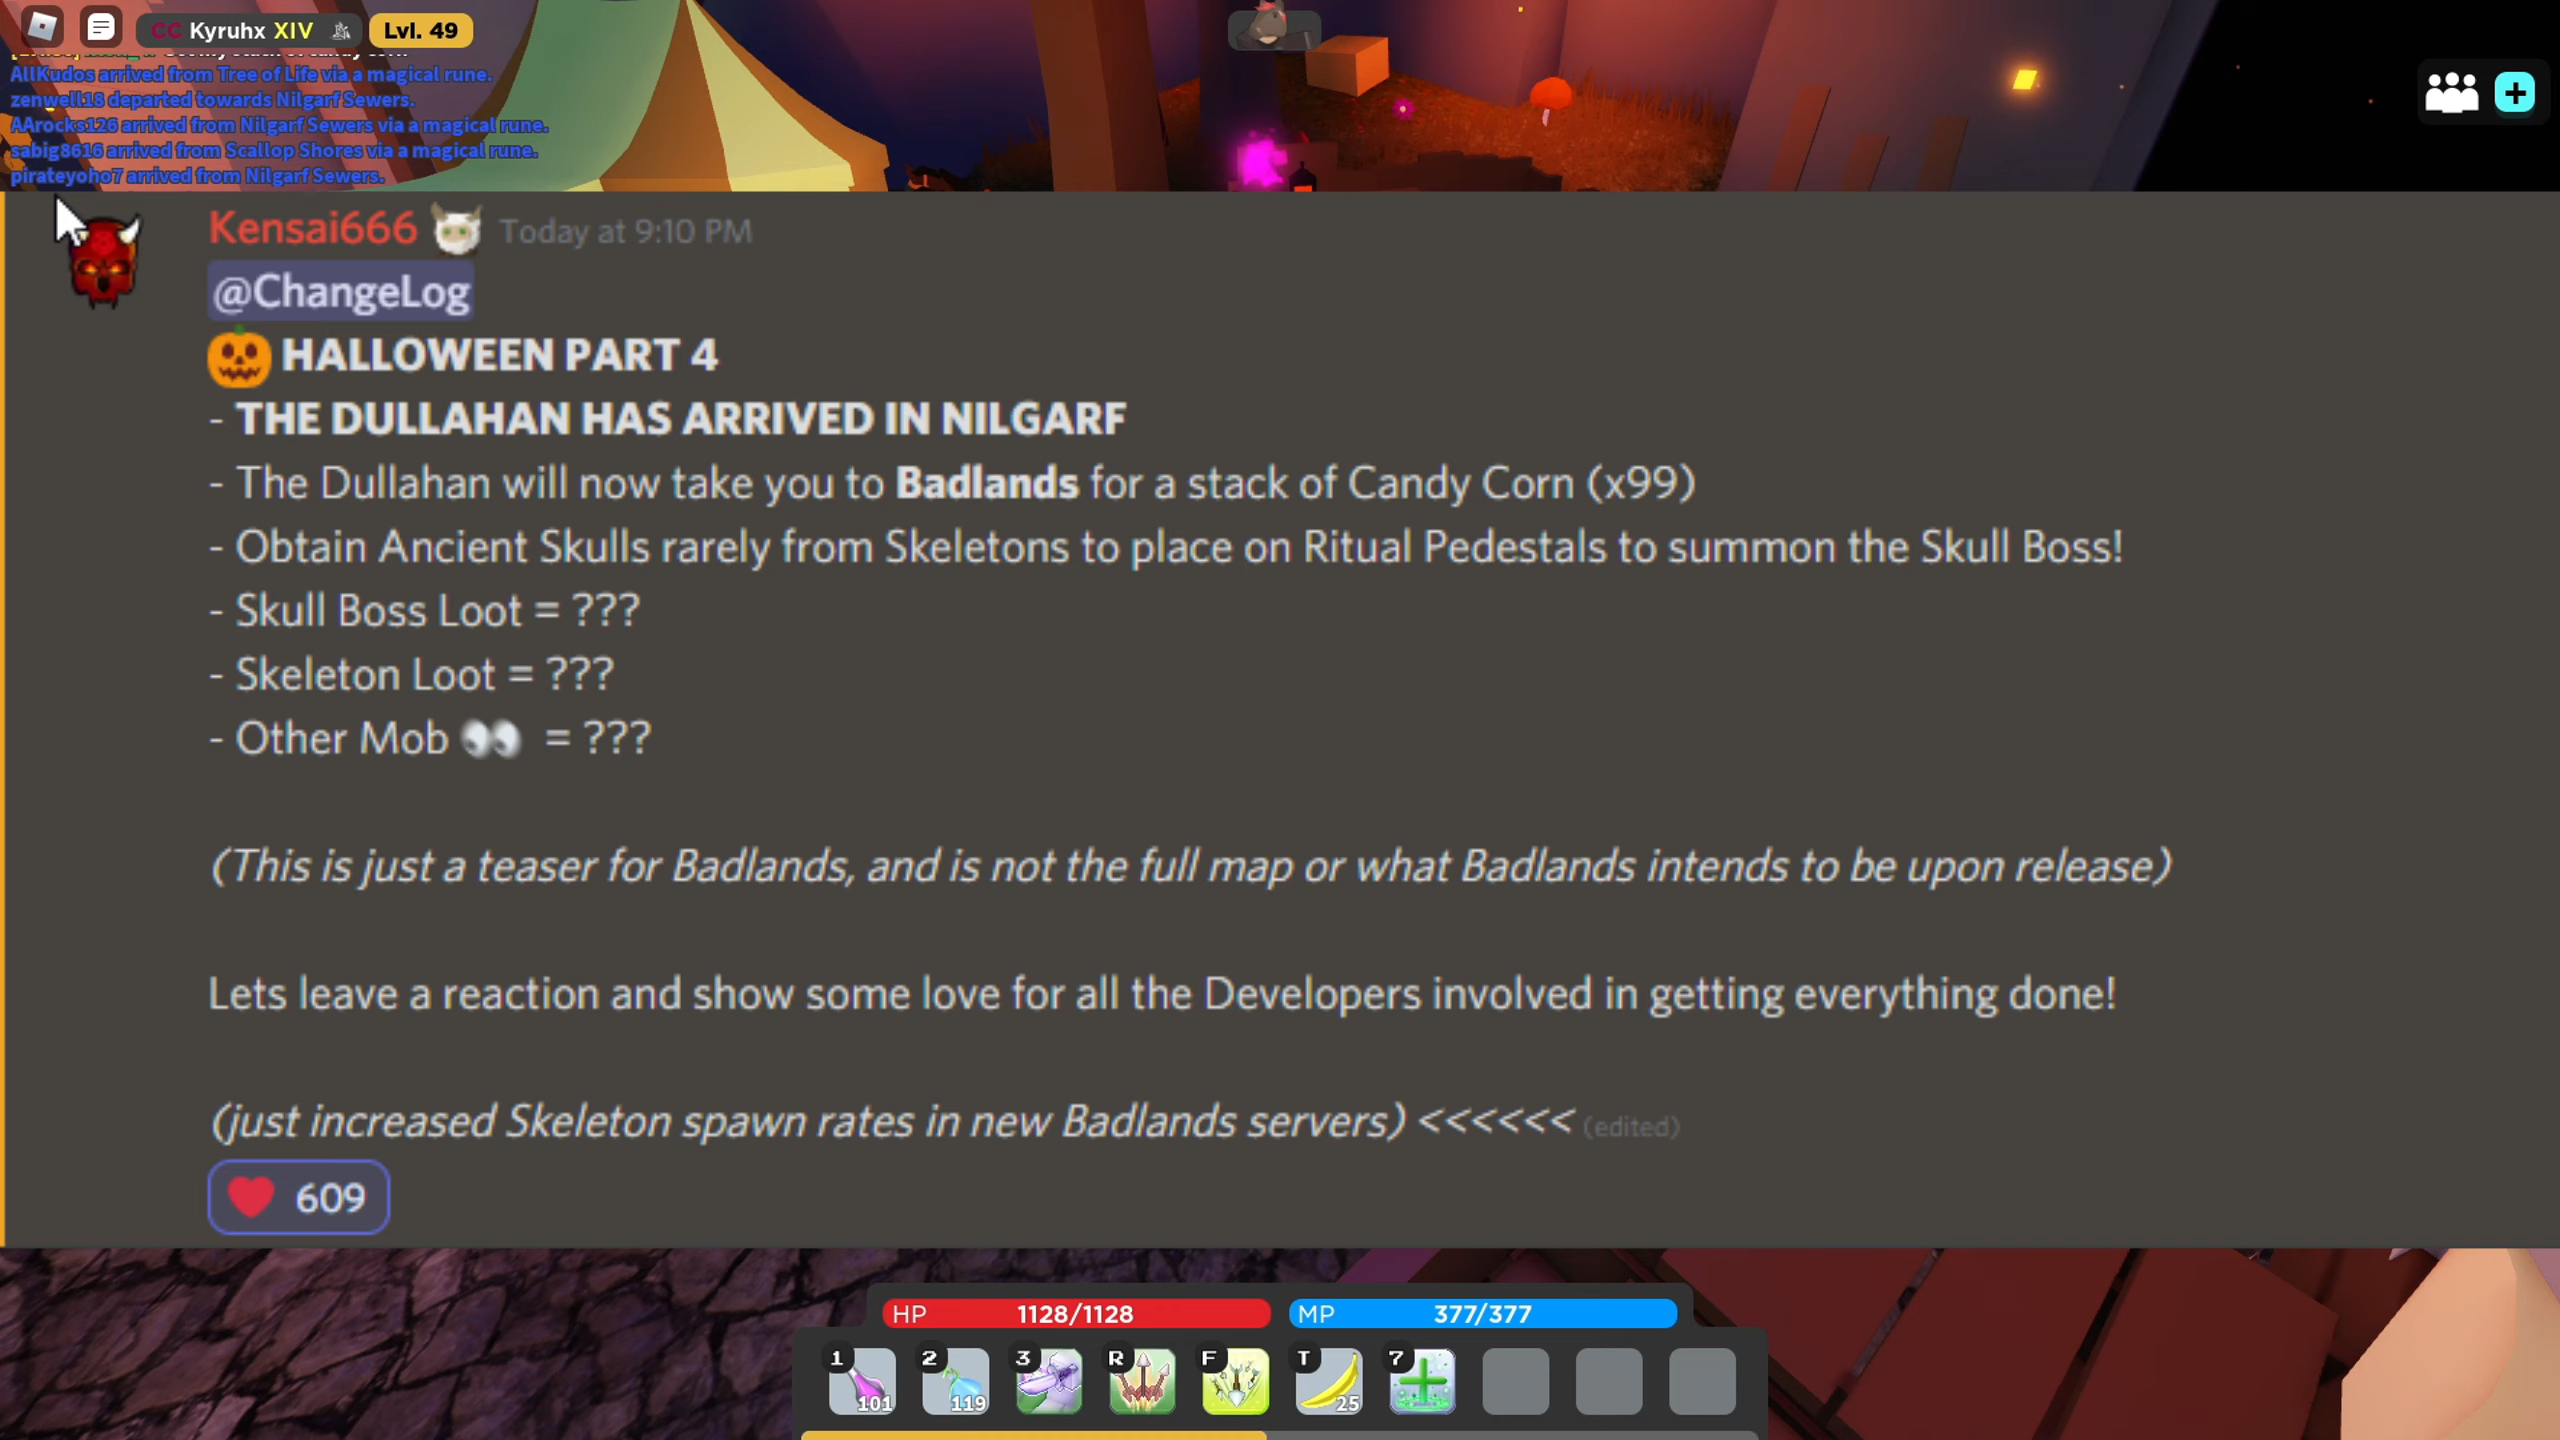 CC Kyruhx XIV Lvl. 49
AllKudos arrived from Tree of Life via a magical rune.
zenwell18 departed towards Nilgarf Sewers.
AArocks126 arrived from Nilgarf Sewers via a magical rune.
sabig8616 arrived from Scallop Shores via a magical rune.
pirateyoho7 arrived from Nilgarf Sewers.
Kensai666 Today at 9:10 PM
@ChangeLog
🎃 HALLOWEEN PART 4
- THE DULLAHAN HAS ARRIVED IN NILGARF
- The Dullahan will now take you to Badlands for a stack of Candy Corn (x99)
- Obtain Ancient Skulls rarely from Skeletons to place on Ritual Pedestals to summon the Skull Boss!
- Skull Boss Loot = ???
- Skeleton Loot = ???
- Other Mob 👀 = ???
(This is just a teaser for Badlands, and is not the full map or what Badlands intends to be upon release)
Lets leave a reaction and show some love for all the Developers involved in getting everything done!
(just increased Skeleton spawn rates in new Badlands servers) <<<<<< (edited)
❤️ 609
HP 1128/1128 MP 377/377
1 2 3 R F T 7
101 119 25